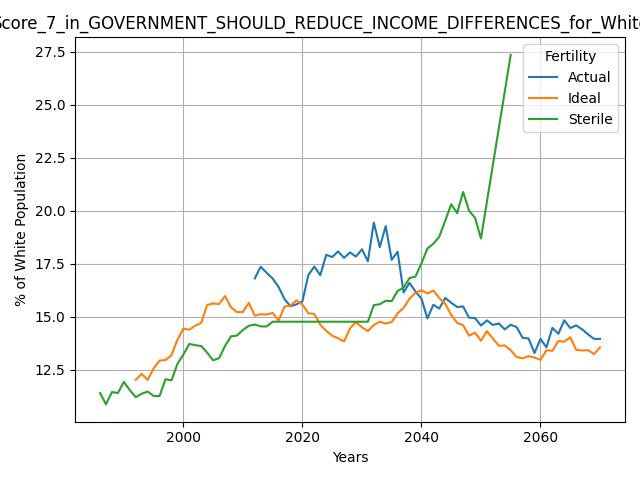 Score_7_in_GOVERNMENT_SHOULD_REDUCE_INCOME_DIFFERENCES_for_White
27.5
25.0
22.5
20.0
17.5
15.0
12.5
% of White Population
Fertility
Actual
Ideal
Sterile
2000
2020
2040
2060
Years